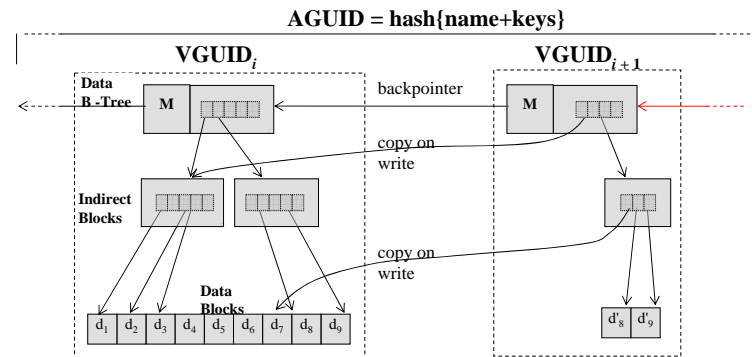 AGUID = hash{name+keys}
VGUIDi
VGUIDi + 1
Data
B -Tree
M
backpointer
M
copy on
write
Indirect
Blocks
copy on
write
Data
Blocks
d1 d2 d3 d4 d5 d6 d7 d8 d9
d'8 d'9